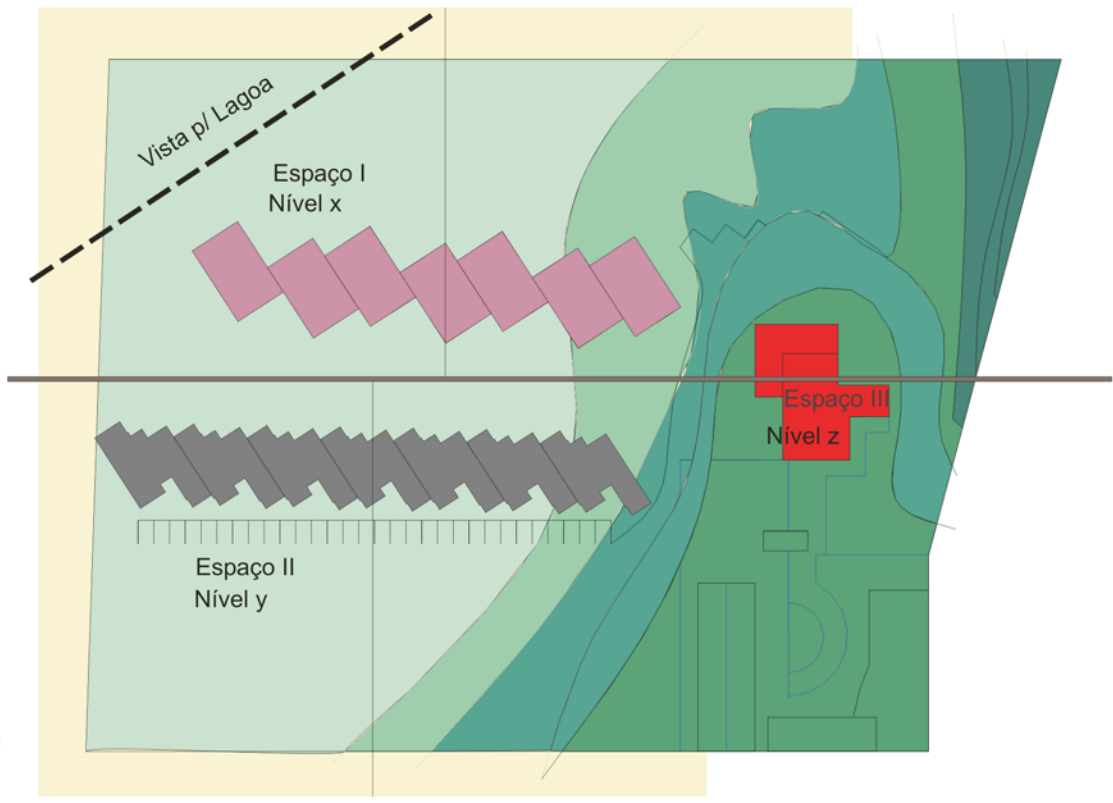 Vista p/ Lagoa
Espaço I
Nível x
Espaço III
Nível z
Espaço II
Nível y